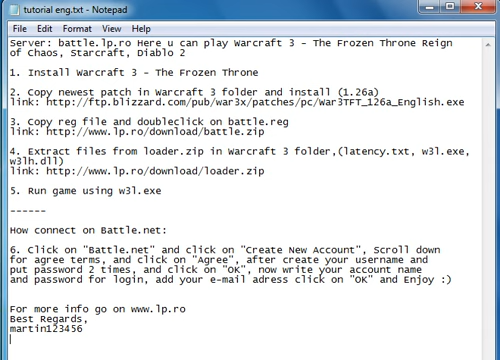 tutorial eng.txt - Notepad
File Edit Format View Help
Server: battle.lp.ro Here u can play Warcraft 3 - The Frozen Throne Reign
of Chaos, Starcraft, Diablo 2
1. Install Warcraft 3 - The Frozen Throne
2. Copy newest patch in Warcraft 3 folder and install (1.26a)
link: http://ftp.blizzard.com/pub/war3x/patches/pc/War3TFT_126a_English.exe
3. Copy reg file and doubleclick on battle.reg
link: http://www.lp.ro/download/battle.zip
4. Extract files from loader.zip in Warcraft 3 folder,(latency.txt, w3l.exe,
w3lh.dll)
link: http://www.lp.ro/download/loader.zip
5. Run game using w3l.exe
------
How connect on Battle.net:
6. Click on "Battle.net" and click on "Create New Account", Scroll down
for agree terms, and click on "Agree", after create your username and
put password 2 times, and click on "OK", now write your account name
and password for login, add your e-mail adress click on "OK" and Enjoy :)
For more info go on www.lp.ro
Best Regards,
martin123456